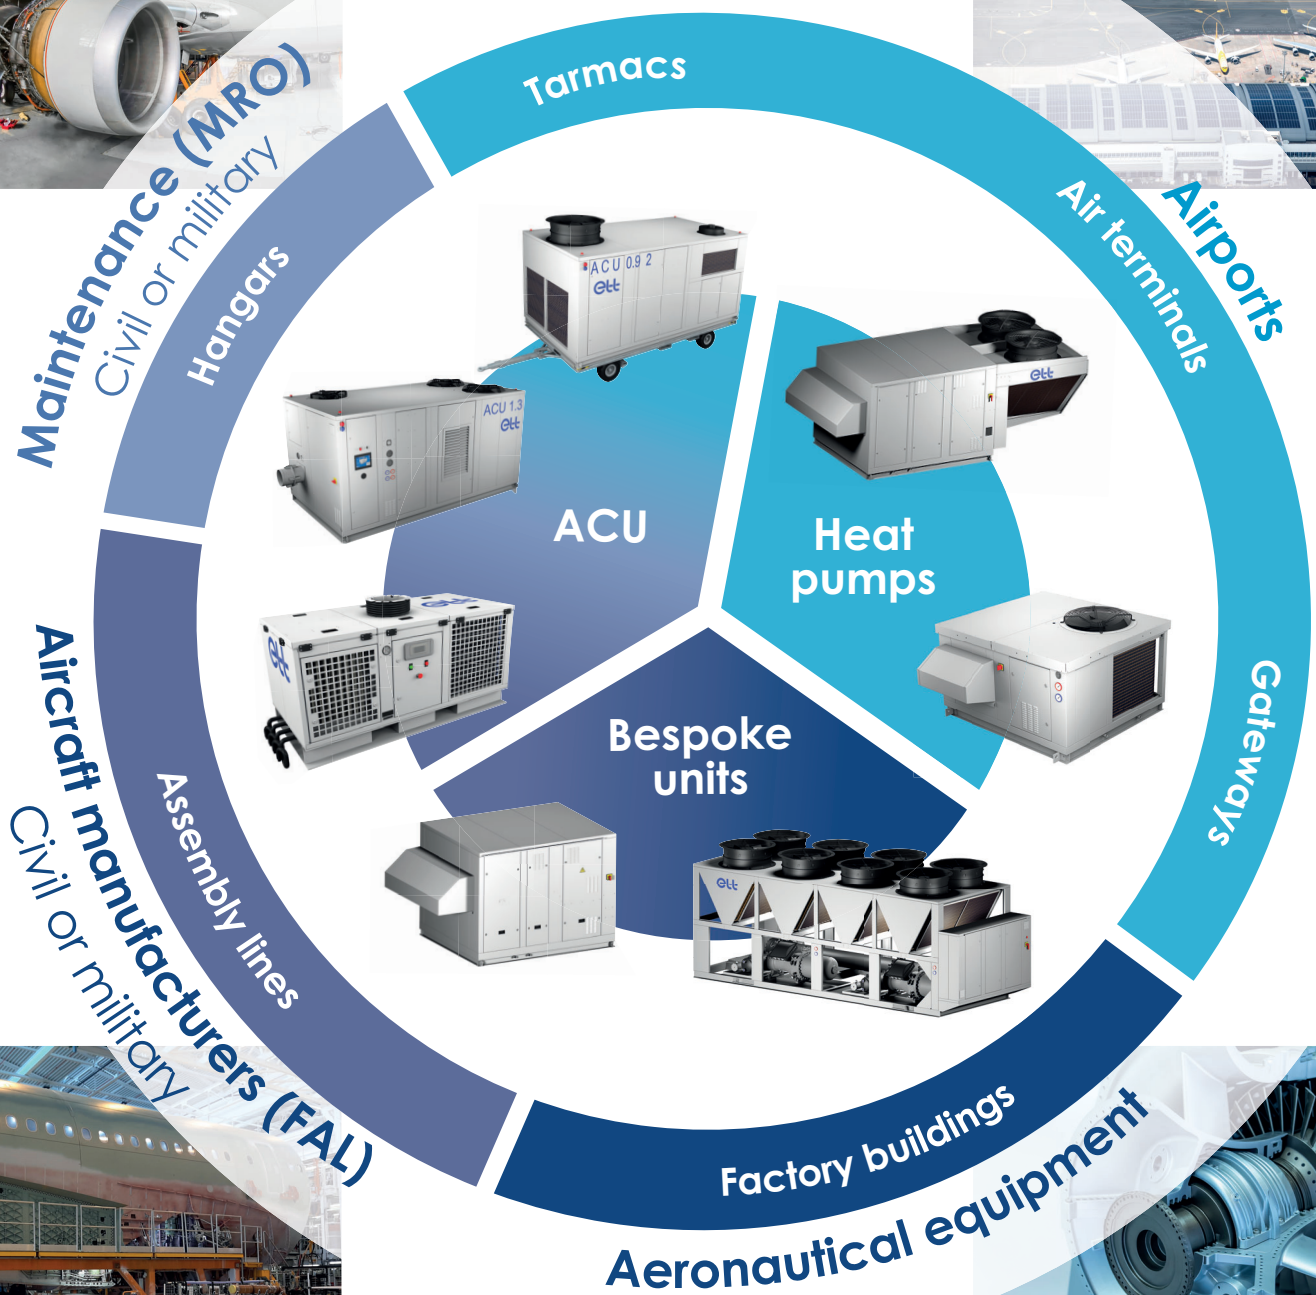 Maintenance (MRO)
Civil or military
Hangars
Tarmacs
Air terminals
Gateways
Airports
ACU 0.9 2
ett
ACU 1.3
ett
ett
ett
ett
ACU
Heat
pumps
Bespoke
units
ett
Assembly lines
Aircraft manufacturers (FAL)
Civil or military
Factory buildings
Aeronautical equipment